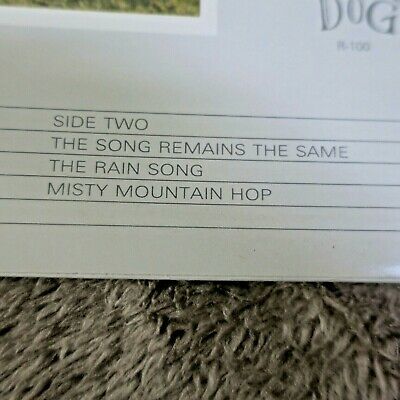 DOG
R-100
SIDE TWO
THE SONG REMAINS THE SAME
THE RAIN SONG
MISTY MOUNTAIN HOP